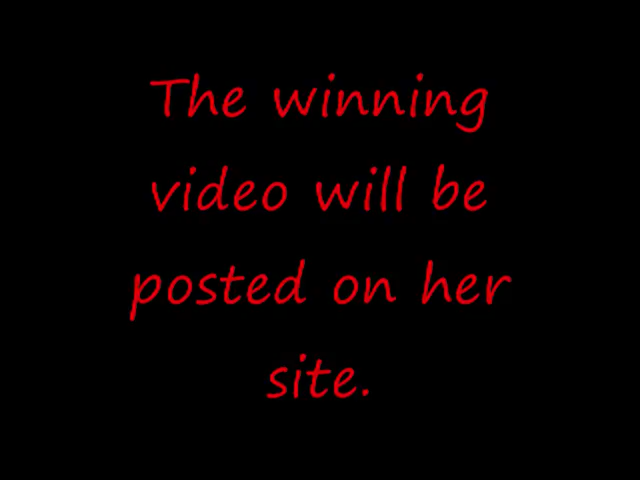 The winning
video will be
posted on her
site.